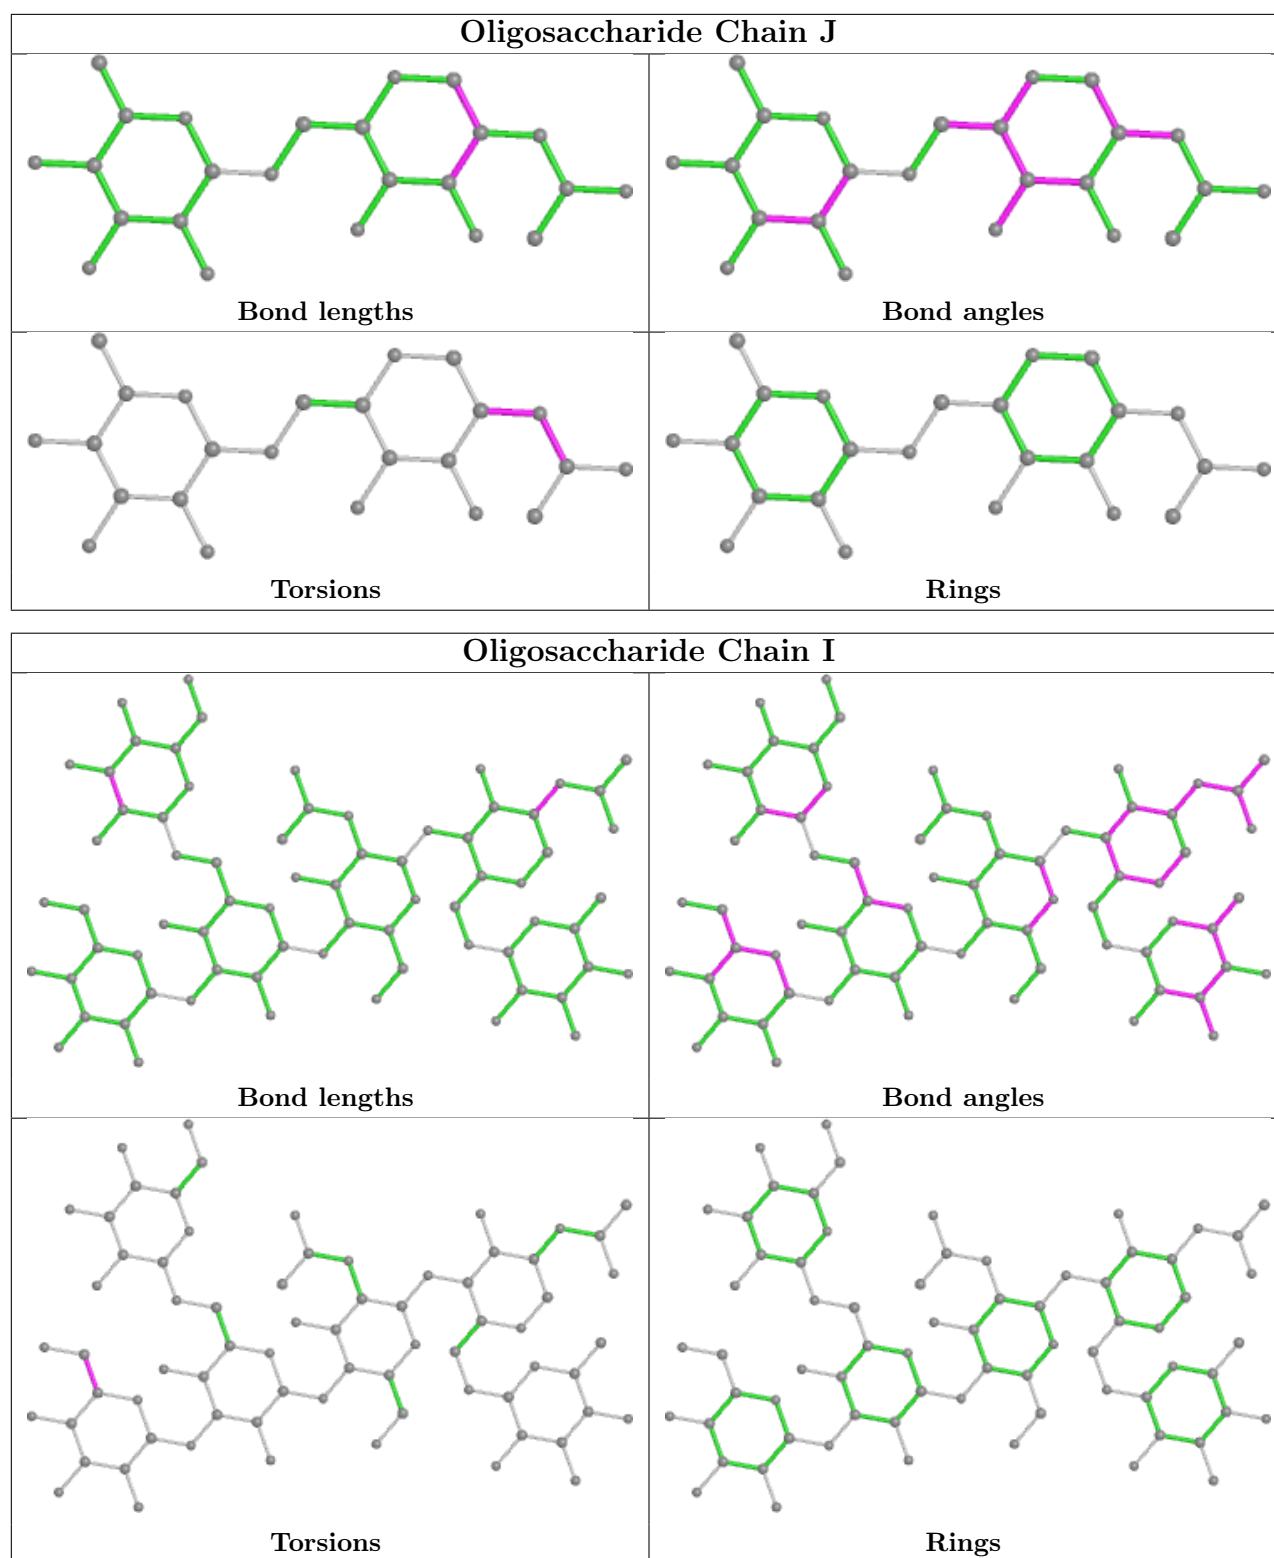 Oligosaccharide Chain J
Bond lengths
Bond angles
Torsions
Rings
Oligosaccharide Chain I
Bond lengths
Bond angles
Torsions
Rings